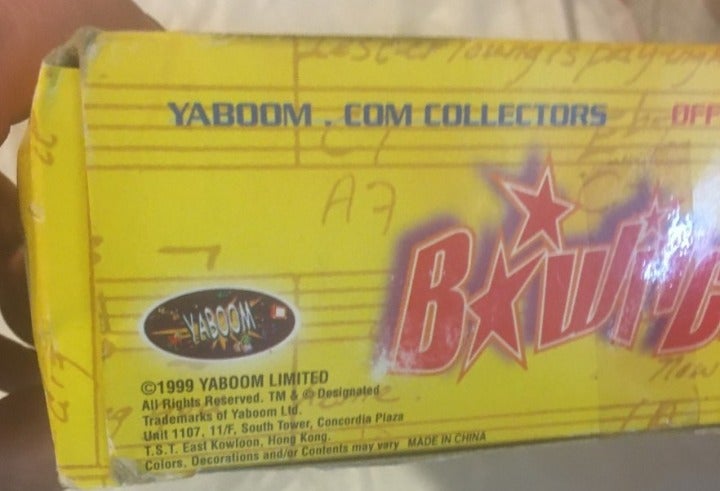 YABOOM . COM COLLECTORS OFF
A7
YABOOM
©1999 YABOOM LIMITED
All Rights Reserved. TM & © Designated
Trademarks of Yaboom Ltd.
Unit 1107, 11/F, South Tower, Concordia Plaza
T.S.T. East Kowloon, Hong Kong.
Colors, Decorations and/or Contents may vary MADE IN CHINA